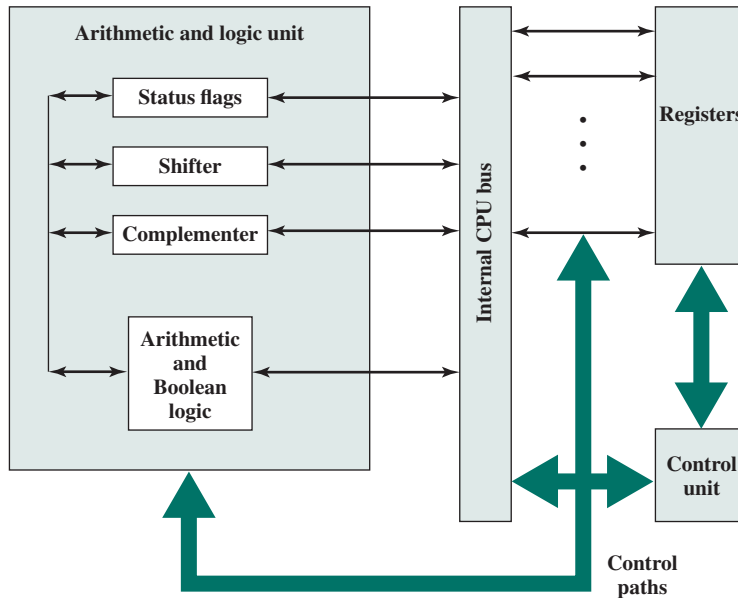 Arithmetic and logic unit
Status flags
Shifter
Complementer
Arithmetic
and
Boolean
logic
Internal CPU bus
Registers
Control
unit
Control
paths